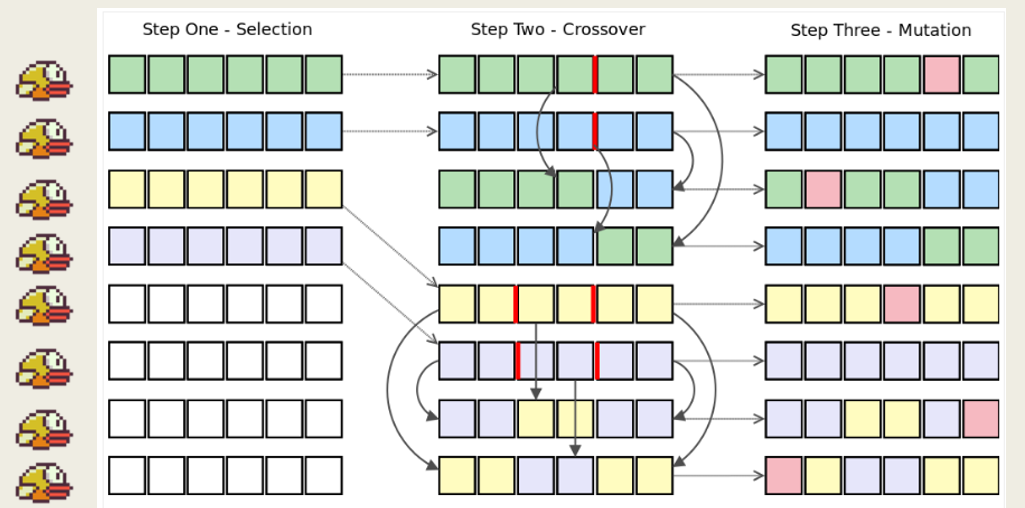 Step One - Selection
Step Two - Crossover
Step Three - Mutation